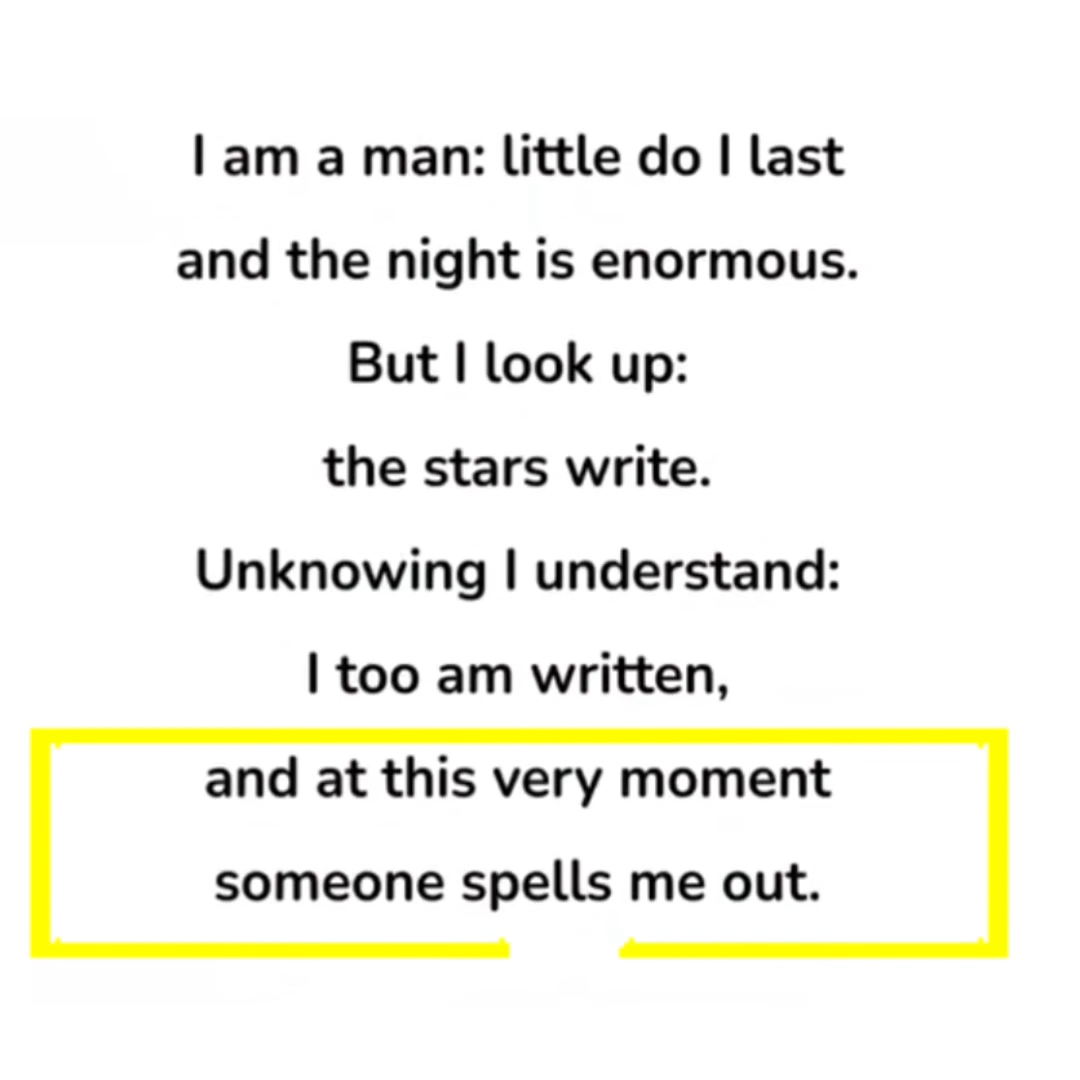 I am a man: little do I last
and the night is enormous.
But I look up:
the stars write.
Unknowing I understand:
I too am written,
and at this very moment
someone spells me out.